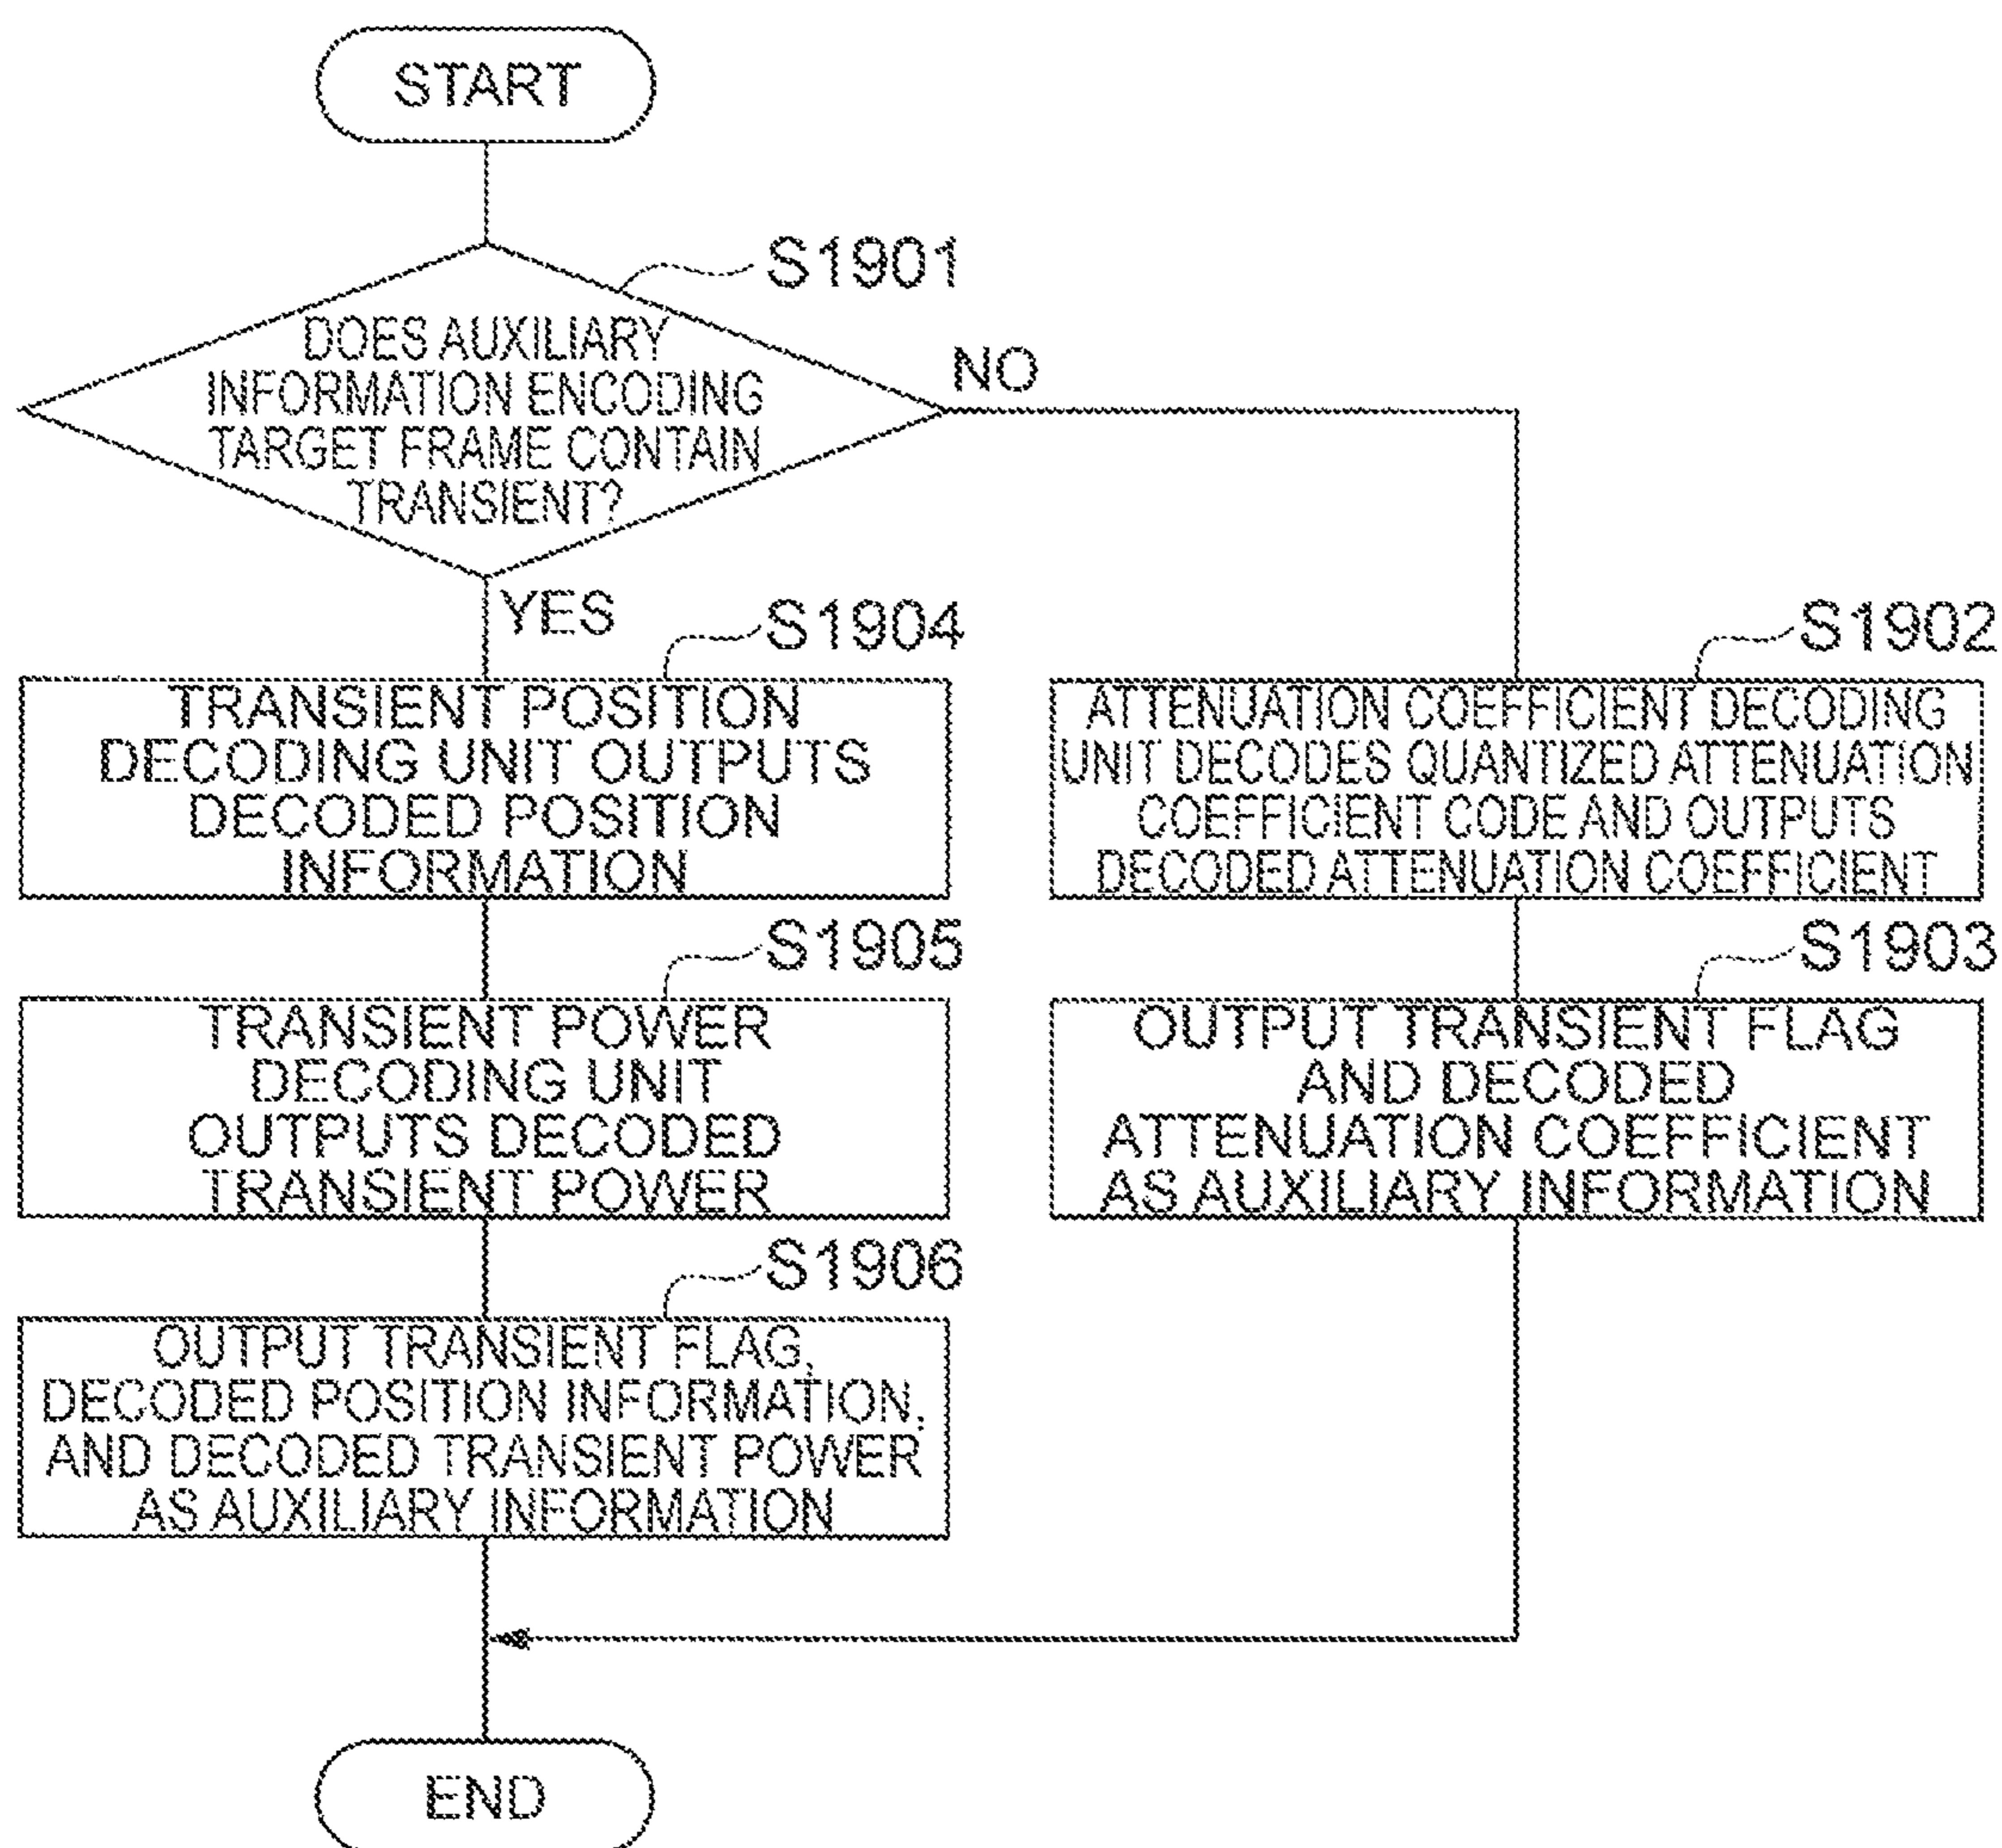 START
S1901
DOES AUXILIARY
INFORMATION ENCODING
TARGET FRAME CONTAIN
TRANSIENT?
NO
YES
S1904
TRANSIENT POSITION
DECODING UNIT OUTPUTS
DECODED POSITION
INFORMATION
S1902
ATTENUATION COEFFICIENT DECODING
UNIT DECODES QUANTIZED ATTENUATION
COEFFICIENT CODE AND OUTPUTS
DECODED ATTENUATION COEFFICIENT
S1905
TRANSIENT POWER
DECODING UNIT
OUTPUTS DECODED
TRANSIENT POWER
S1903
OUTPUT TRANSIENT FLAG
AND DECODED
ATTENUATION COEFFICIENT
AS AUXILIARY INFORMATION
S1906
OUTPUT TRANSIENT FLAG,
DECODED POSITION INFORMATION,
AND DECODED TRANSIENT POWER
AS AUXILIARY INFORMATION
END